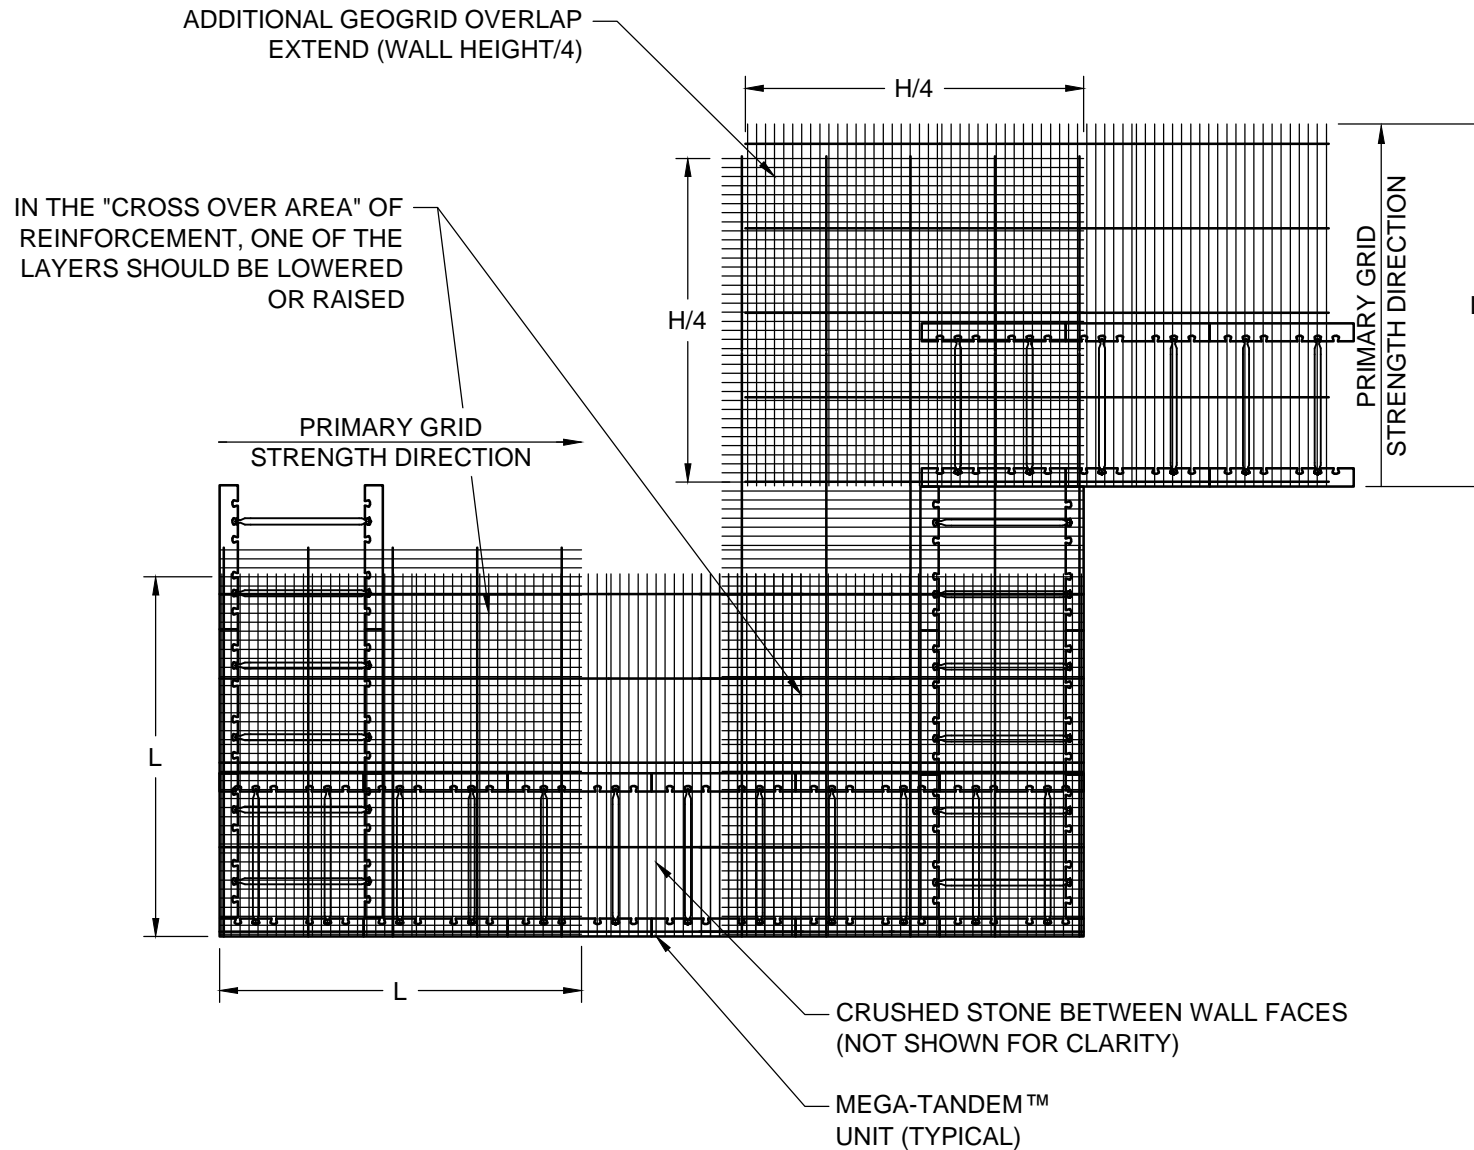 ADDITIONAL GEOGRID OVERLAP
EXTEND (WALL HEIGHT/4)
H/4
IN THE "CROSS OVER AREA" OF
REINFORCEMENT, ONE OF THE
LAYERS SHOULD BE LOWERED
OR RAISED
H/4
PRIMARY GRID
STRENGTH DIRECTION
PRIMARY GRID
STRENGTH DIRECTION
L
L
CRUSHED STONE BETWEEN WALL FACES
(NOT SHOWN FOR CLARITY)
MEGA-TANDEM™
UNIT (TYPICAL)